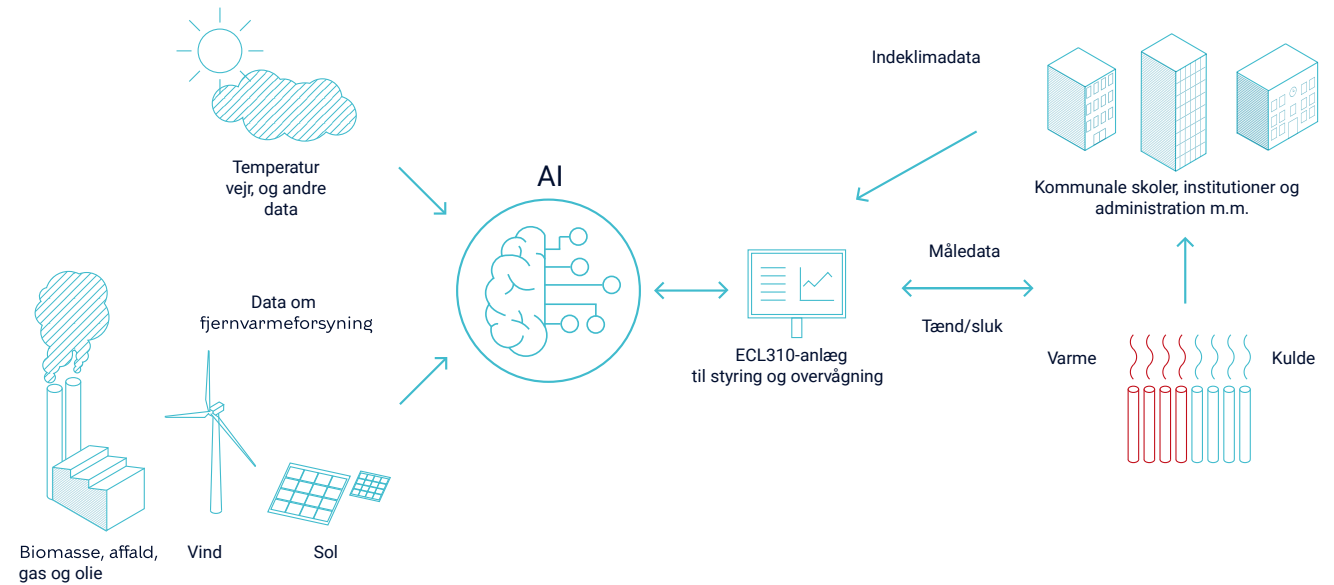 Temperatur
vejr, og andre
data
Data om
fjernvarmeforsyning
Biomasse, affald,
gas og olie
Vind
Sol
AI
ECL310-anlæg
til styring og overvågning
Indeklimadata
Kommunale skoler, institutioner og
administration m.m.
Måledata
Tænd/sluk
Varme
Kulde